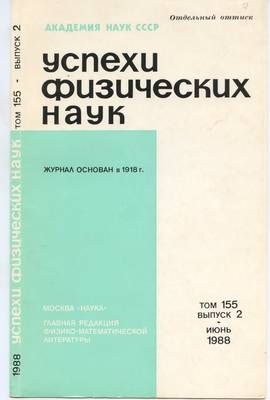 Отдельный оттиск
АКАДЕМИЯ НАУК СССР
УСПЕХИ
ФИЗИЧЕСКИХ
НАУК
ЖУРНАЛ ОСНОВАН в 1918 г.
МОСКВА «НАУКА»
ГЛАВНАЯ РЕДАКЦИЯ
ФИЗИКО-МАТЕМАТИЧЕСКОЙ
ЛИТЕРАТУРЫ
ТОМ 155
ВЫПУСК 2
-
ИЮНЬ
1988
1988 УСПЕХИ ФИЗИЧЕСКИХ НАУК ТОМ 155 - ВЫПУСК 2